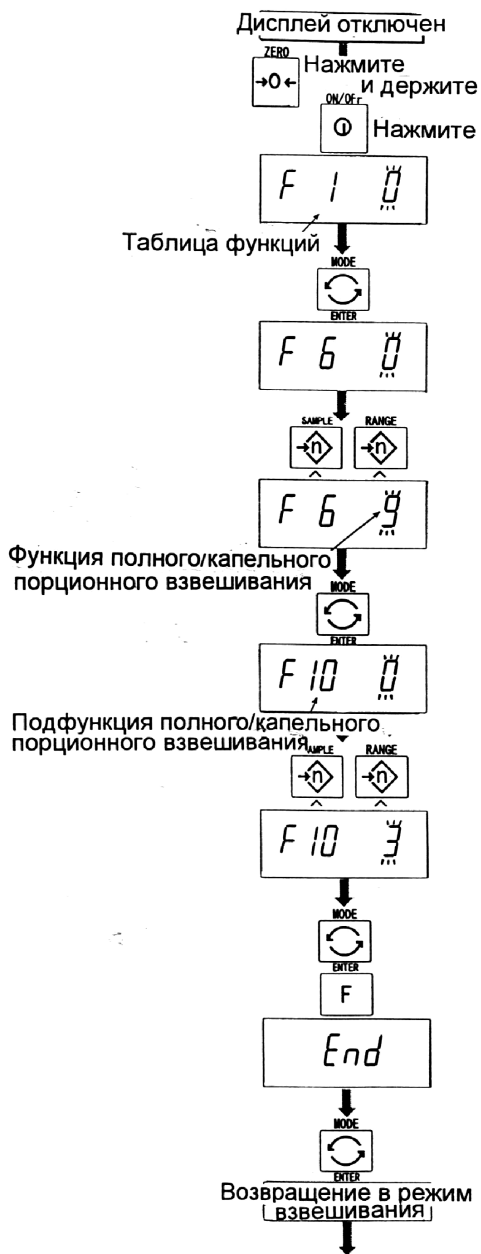 Дисплей отключен
ZERO
→0←
Нажмите
и держите
ON/OFF
Нажмите
F 1 0
Таблица функций
MODE
ENTER
F 6 0
SAMPLE RANGE
n n
F 6 9
Функция полного/капельного
порционного взвешивания
MODE
ENTER
F 10 0
Подфункция полного/капельного
порционного взвешивания
AMPLE RANGE
n n
F 10 3
MODE
ENTER
F
End
MODE
ENTER
Возвращение в режим
взвешивания